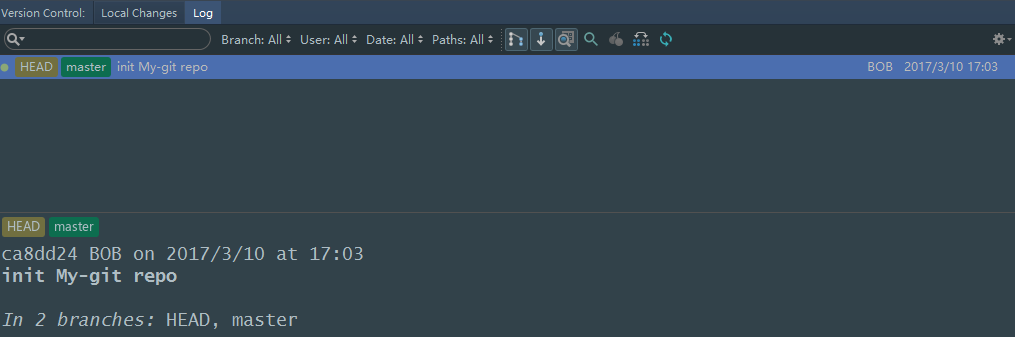 Version Control: Local Changes Log
Branch: All User: All Date: All Paths: All
HEAD master init My-git repo BOB 2017/3/10 17:03
HEAD master
ca8dd24 BOB on 2017/3/10 at 17:03
init My-git repo
In 2 branches: HEAD, master